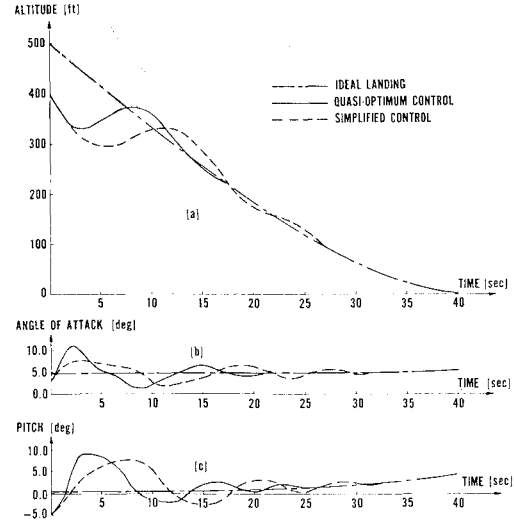 ALTITUDE (ft)
500
400
300
200
100
0
IDEAL LANDING
QUASI-OPTIMUM CONTROL
SIMPLIFIED CONTROL
(a)
TIME (sec)
5 10 15 20 25 30 35 40
ANGLE OF ATTACK (deg)
10.0
5.0
0.0
(b)
TIME (sec)
5 10 15 20 25 30 35 40
PITCH (deg)
10.0
5.0
0.0
-5.0
(c)
TIME (sec)
5 10 15 20 25 30 35 40